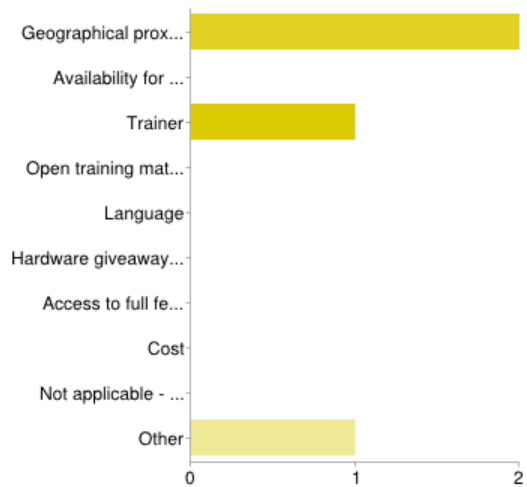 Geographical prox...
Availability for ...
Trainer
Open training mat...
Language
Hardware giveaway...
Access to full fe...
Cost
Not applicable - ...
Other
0 1 2